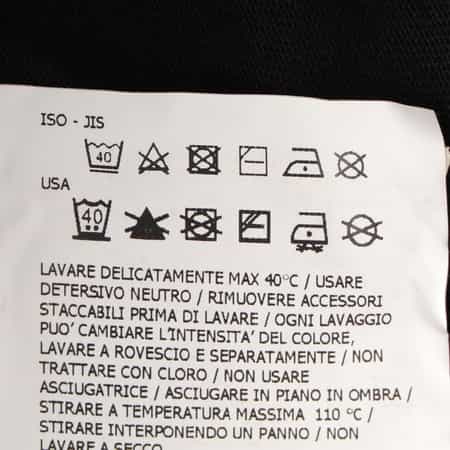 ISO - JIS
40
USA
40
LAVARE DELICATAMENTE MAX 40°C / USARE
DETERSIVO NEUTRO / RIMUOVERE ACCESSORI
STACCABILI PRIMA DI LAVARE / OGNI LAVAGGIO
PUO' CAMBIARE L'INTENSITA' DEL COLORE,
LAVARE A ROVESCIO E SEPARATAMENTE / NON
TRATTARE CON CLORO / NON USARE
ASCIUGATRICE / ASCIUGARE IN PIANO IN OMBRA /
STIRARE A TEMPERATURA MASSIMA 110 °C /
STIRARE INTERPONENDO UN PANNO / NON
LAVARE A SECCO